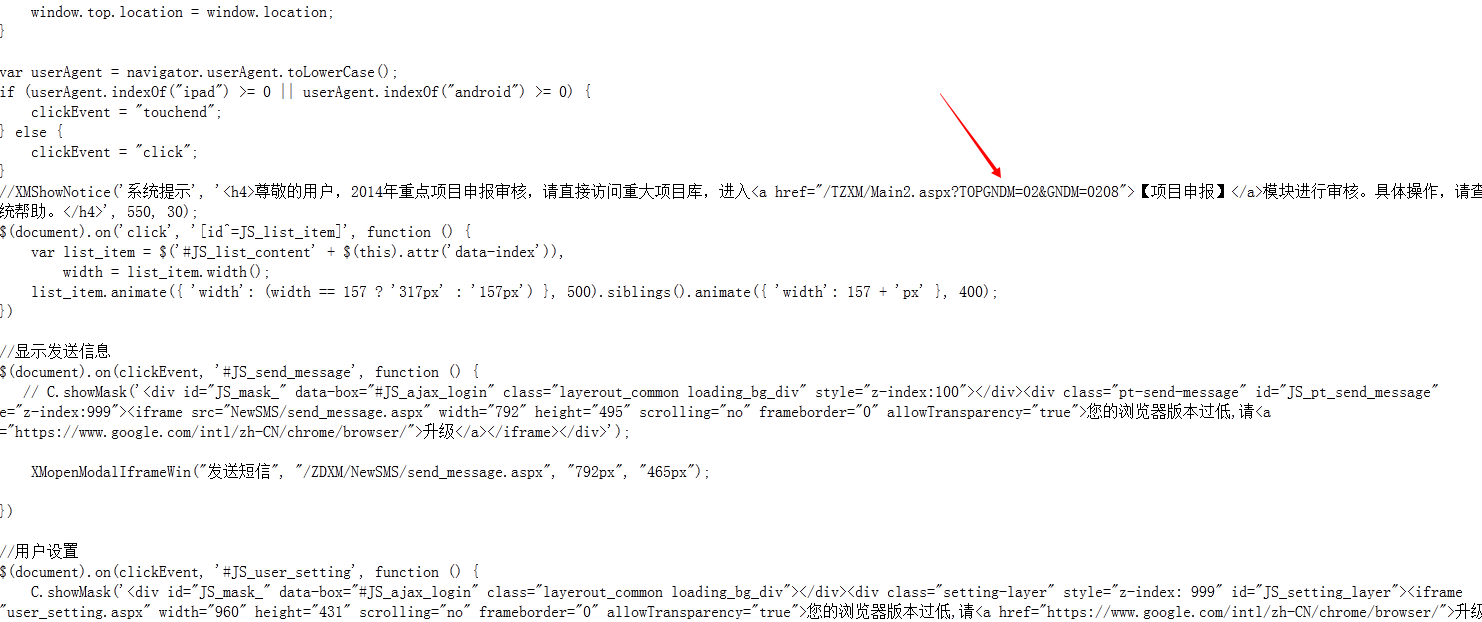 window.top.location = window.location;
}
var userAgent = navigator.userAgent.toLowerCase();
if (userAgent.indexOf("ipad") >= 0 || userAgent.indexOf("android") >= 0) {
clickEvent = "touchend";
} else {
clickEvent = "click";
}
//XMShowNotice('系统提示', '<h4>尊敬的用户，2014年重点项目申报审核，请直接访问重大项目库，进入<a href="/TZXM/Main2.aspx?TOPGNDM=02&GNDM=0208">【项目申报】</a>模块进行审核。具体操作，请查
统帮助。</h4>', 550, 30);
$(document).on('click', '[id^=JS_list_item]', function () {
var list_item = $('#JS_list_content' + $(this).attr('data-index')),
width = list_item.width();
list_item.animate({ 'width': (width == 157 ? '317px' : '157px') }, 500).siblings().animate({ 'width': 157 + 'px' }, 400);
})
//显示发送信息
$(document).on(clickEvent, '#JS_send_message', function () {
// C.showMask('<div id="JS_mask_" data-box="#JS_ajax_login" class="layerout_common loading_bg_div" style="z-index:100"></div><div class="pt-send-message" id="JS_pt_send_message"
e="z-index:999"><iframe src="NewSMS/send_message.aspx" width="792" height="495" scrolling="no" frameborder="0" allowTransparency="true">您的浏览器版本过低,请<a
="https://www.google.com/intl/zh-CN/chrome/browser/">升级</a></iframe></div>');
XMopenModalIframeWin("发送短信", "/ZDXM/NewSMS/send_message.aspx", "792px", "465px");
})
//用户设置
$(document).on(clickEvent, '#JS_user_setting', function () {
C.showMask('<div id="JS_mask_" data-box="#JS_ajax_login" class="layerout_common loading_bg_div"></div><div class="setting-layer" style="z-index: 999" id="JS_setting_layer"><iframe
"user_setting.aspx" width="960" height="431" scrolling="no" frameborder="0" allowTransparency="true">您的浏览器版本过低,请<a href="https://www.google.com/intl/zh-CN/chrome/browser/">升级